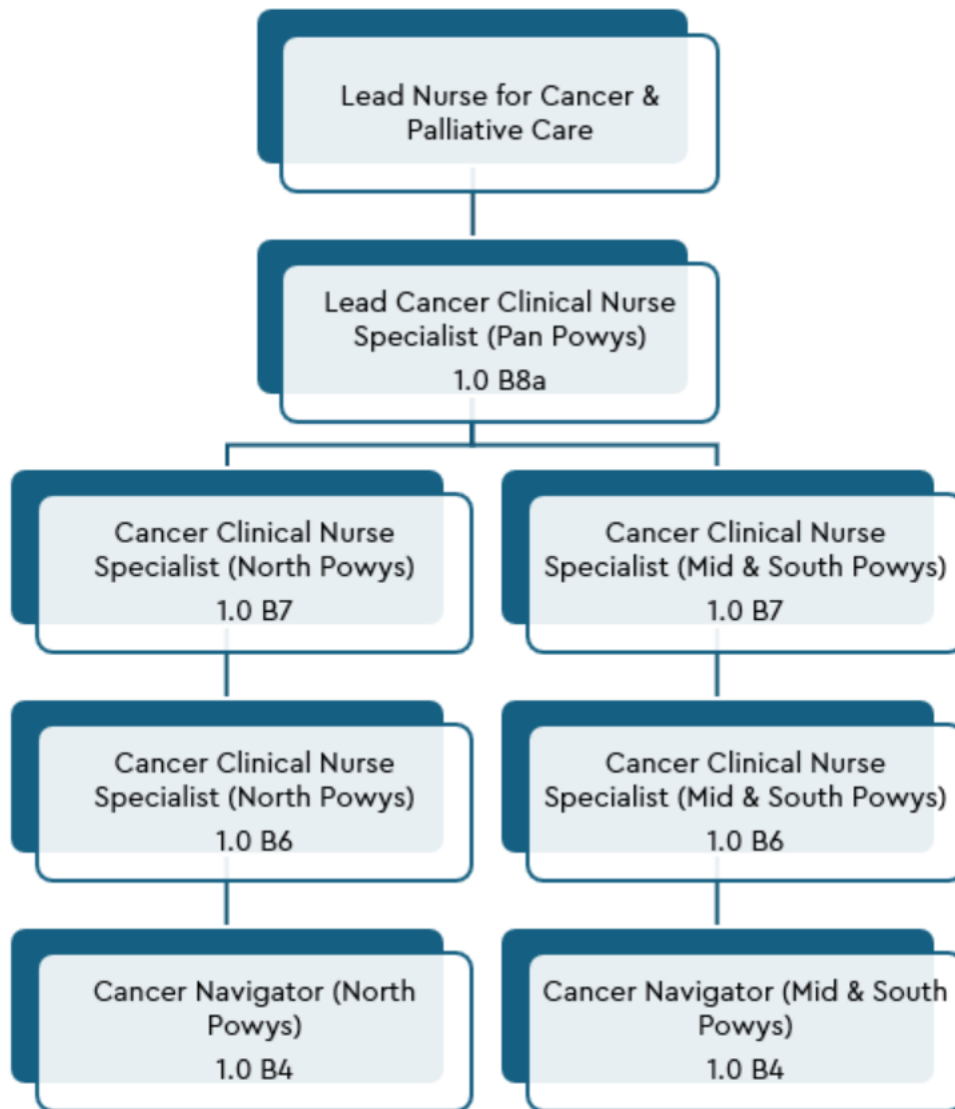 Lead Nurse for Cancer &
Palliative Care
Lead Cancer Clinical Nurse
Specialist (Pan Powys)
1.0 B8a
Cancer Clinical Nurse
Specialist (North Powys)
1.0 B7
Cancer Clinical Nurse
Specialist (Mid & South Powys)
1.0 B7
Cancer Clinical Nurse
Specialist (North Powys)
1.0 B6
Cancer Clinical Nurse
Specialist (Mid & South Powys)
1.0 B6
Cancer Navigator (North
Powys)
1.0 B4
Cancer Navigator (Mid & South
Powys)
1.0 B4